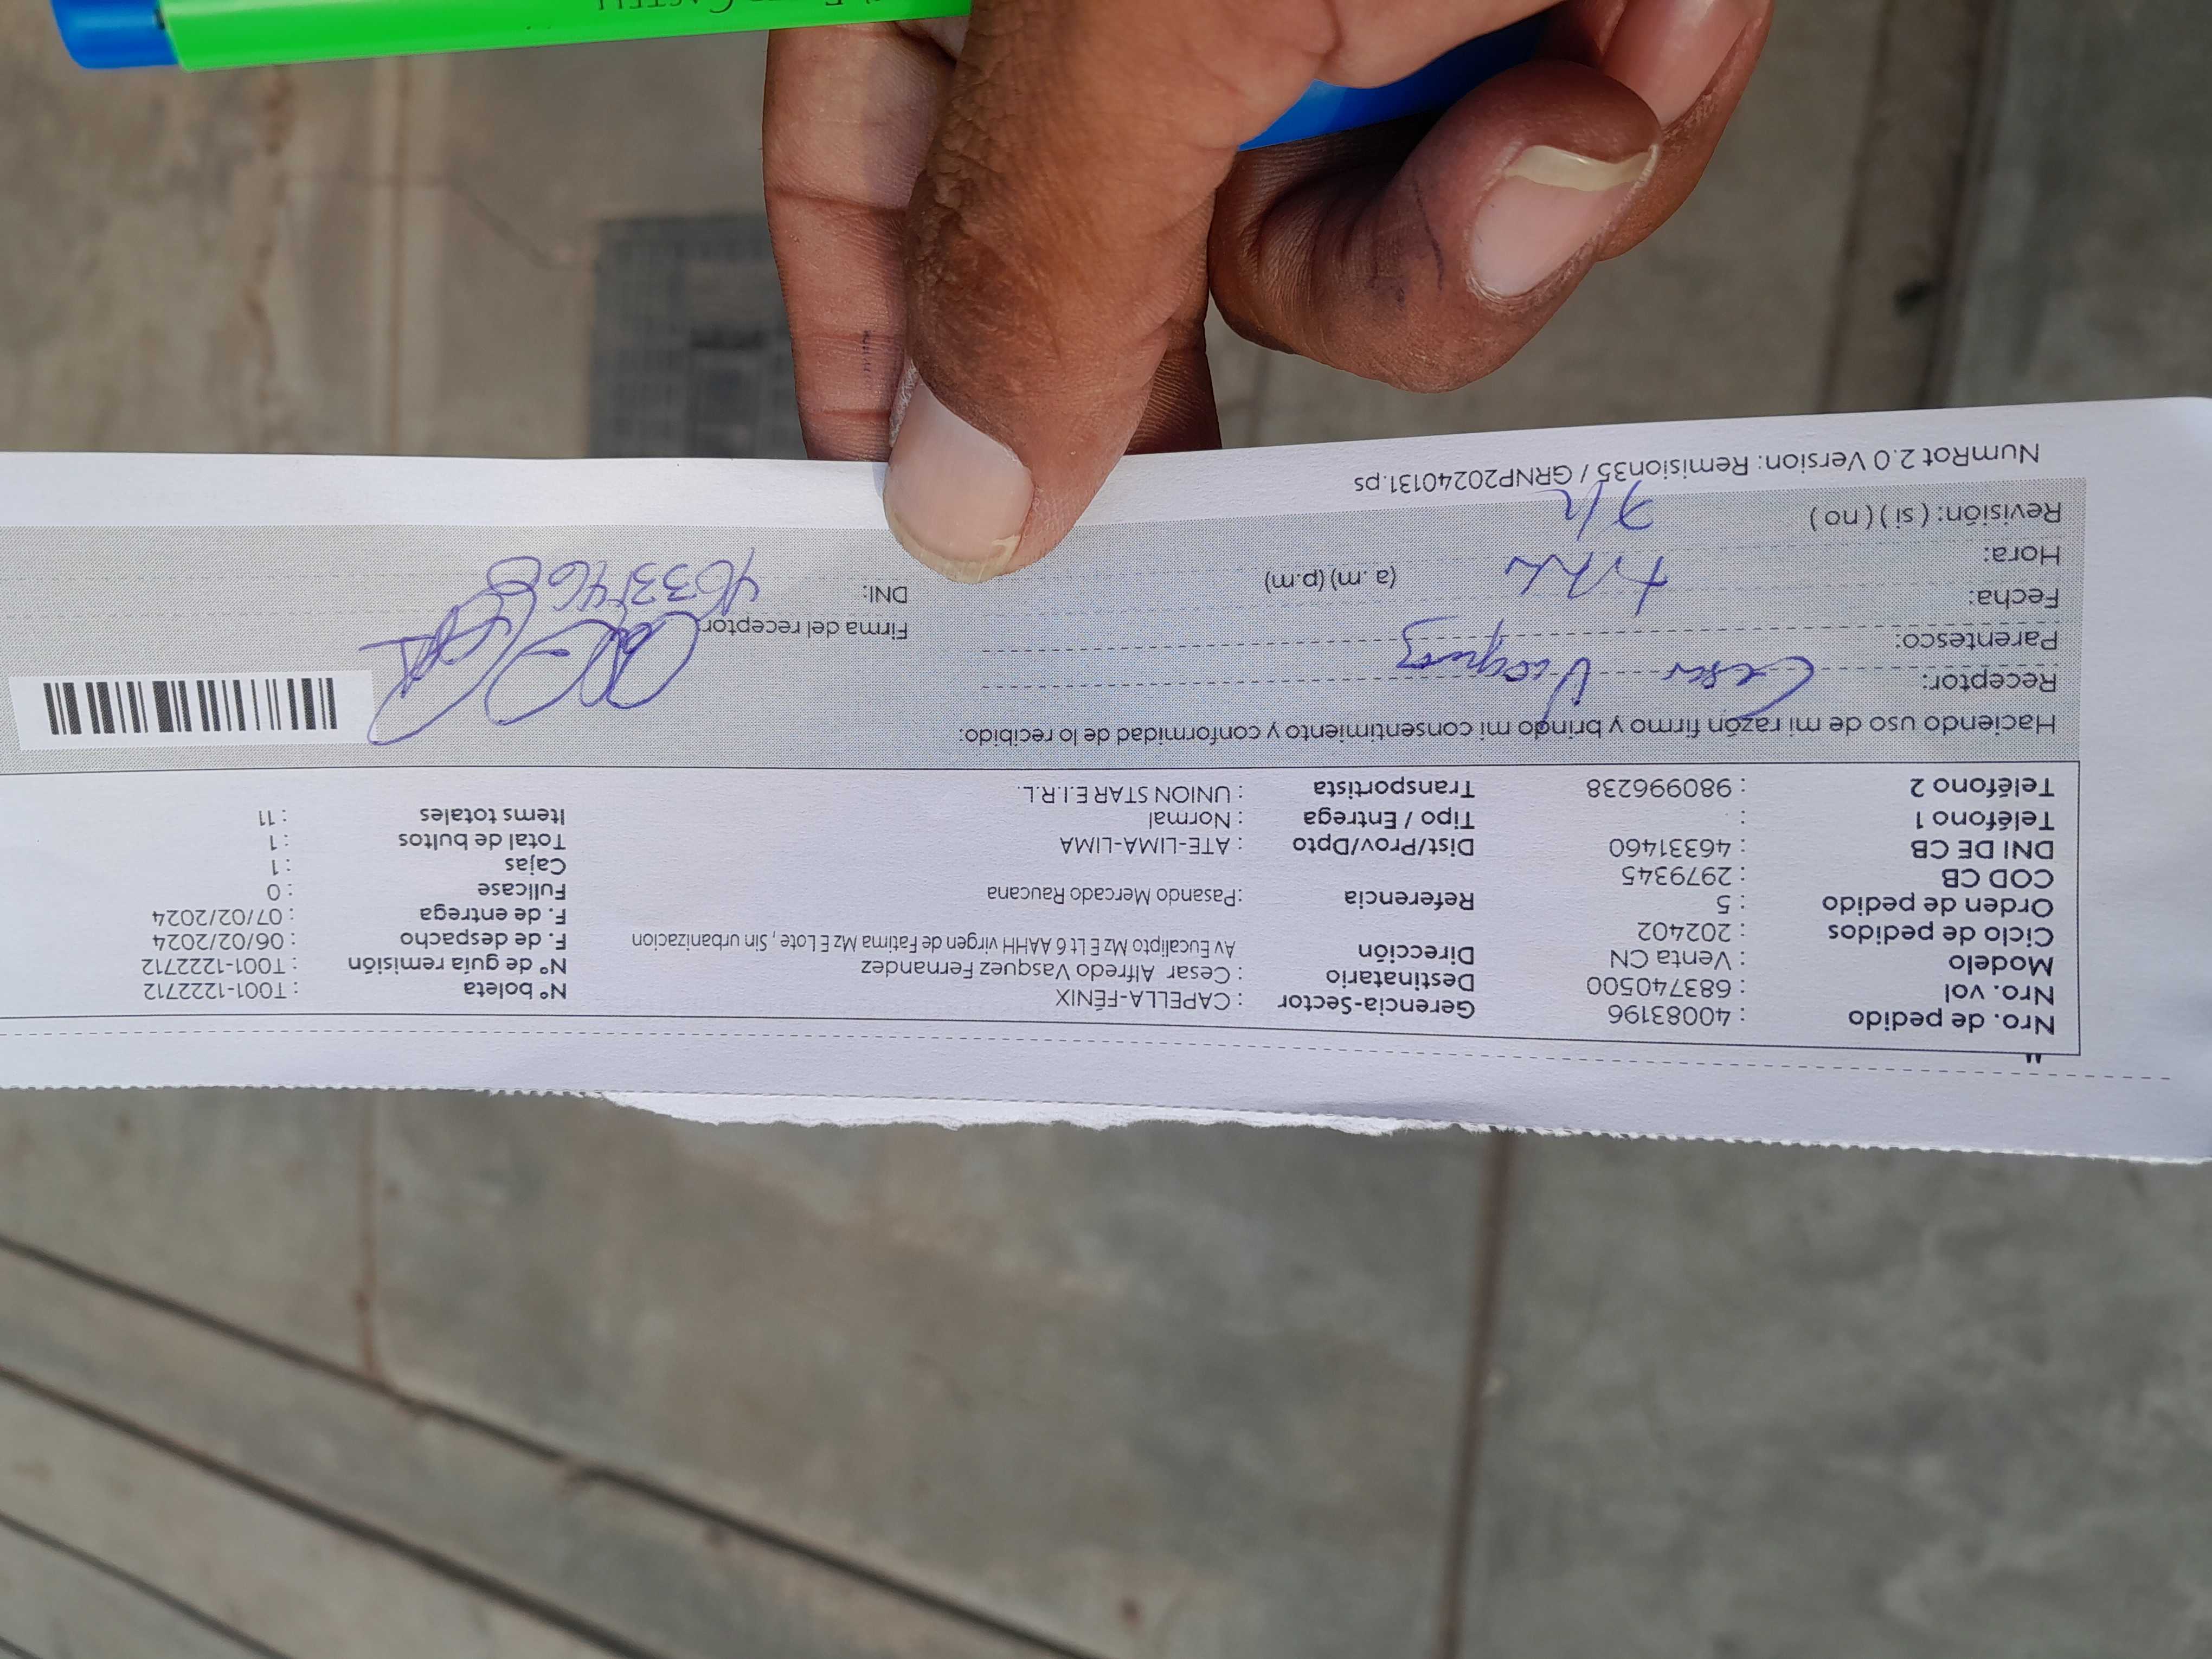 Nro. de pedido : 40083196 Gerencia-Sector : CAPELLA-FÉNIX Nº boleta : T001-1222712
Nro. vol : 683740500 Destinatario : Cesar Alfredo Vasquez Fernandez Nº de guía remisión : T001-1222712
Modelo : Venta CN Dirección Av Eucalipto Mz E Lt 6 AAHH virgen de Fatima Mz E Lote , Sin urbanizacion F. de despacho : 06/02/2024
Ciclo de pedidos : 202402 F. de entrega : 07/02/2024
Orden de pedido : 5 Referencia :Pasando Mercado Raucana Fullcase : 0
COD CB : 2979345 Cajas : 1
DNI DE CB : 46331460 Dist/Prov/Dpto : ATE-LIMA-LIMA Total de bultos : 1
Teléfono 1 : Tipo / Entrega : Normal Items totales : 11
Teléfono 2 : 980996238 Transportista : UNION STAR E.I.R.L.
Haciendo uso de mi razón firmo y brindo mi consentimiento y conformidad de lo recibido:
Receptor: Cesar Vasquez
Parentesco: Firma del receptor:
Fecha: (a. m) (p.m) DNI:
Hora:
Revisión: ( si ) ( no )
NumRot 2.0 Version: Remision35 / GRNP20240131.ps